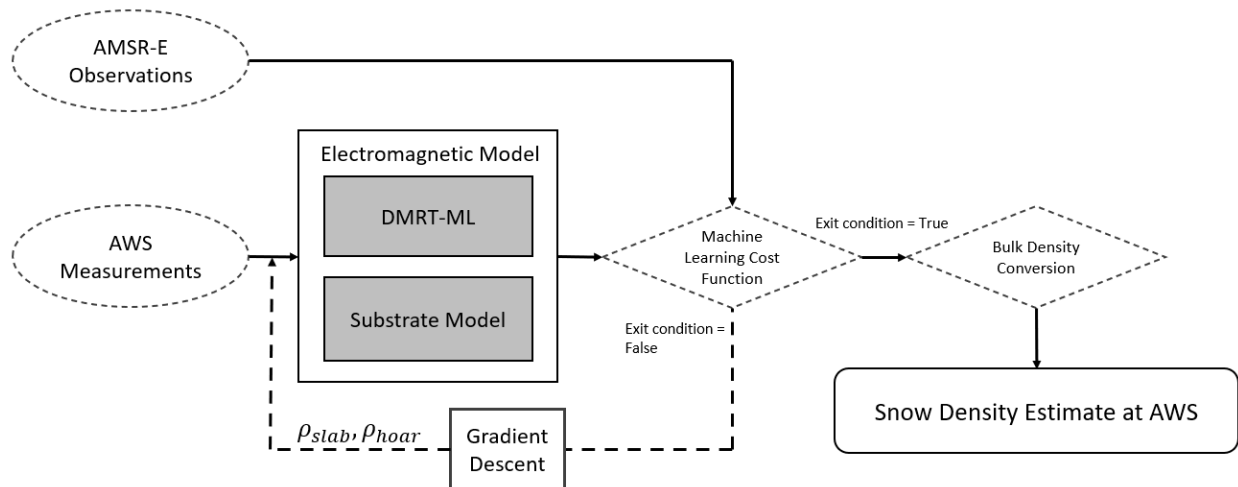 AMSR-E
Observations
Electromagnetic Model
DMRT-ML
Substrate Model
AWS
Measurements
Machine
Learning Cost
Function
Exit condition = True
Bulk Density
Conversion
Exit condition =
False
Snow Density Estimate at AWS
ρslab, ρhoar
Gradient
Descent